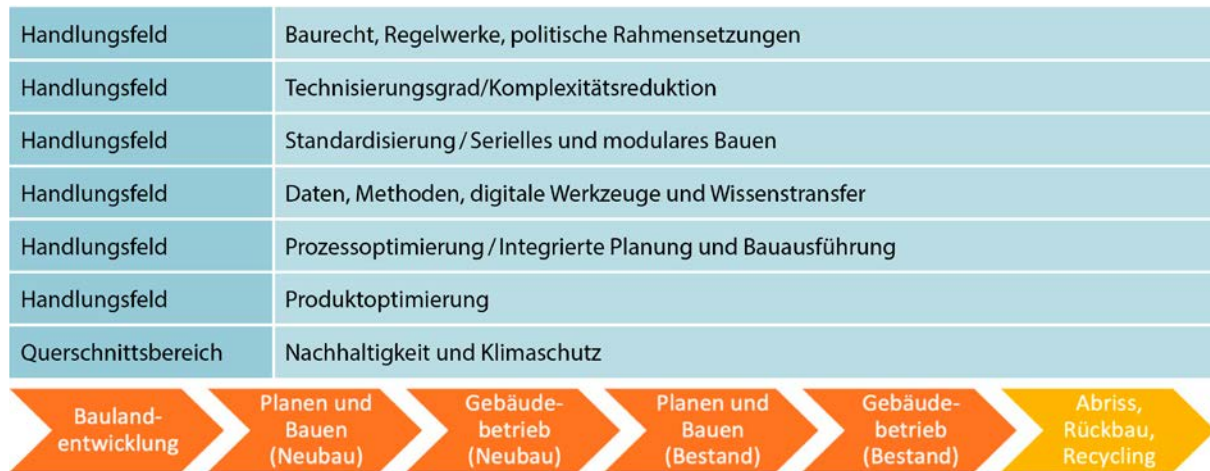 Handlungsfeld Baurecht, Regelwerke, politische Rahmensetzungen
Handlungsfeld Technisierungsgrad/Komplexitätsreduktion
Handlungsfeld Standardisierung / Serielles und modulares Bauen
Handlungsfeld Daten, Methoden, digitale Werkzeuge und Wissenstransfer
Handlungsfeld Prozessoptimierung / Integrierte Planung und Bauausführung
Handlungsfeld Produktoptimierung
Querschnittsbereich Nachhaltigkeit und Klimaschutz
Bauland-
entwicklung
Planen und
Bauen
(Neubau)
Gebäude-
betrieb
(Neubau)
Planen und
Bauen
(Bestand)
Gebäude-
betrieb
(Bestand)
Abriss,
Rückbau,
Recycling